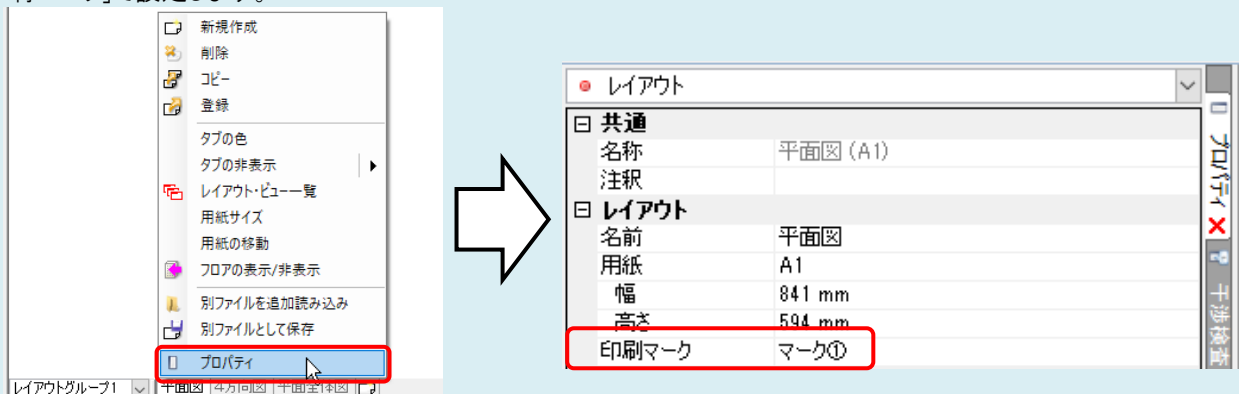 新規作成
削除
コピー
登録
タブの色
タブの非表示
レイアウト・ビュー一覧
用紙サイズ
用紙の移動
フロアの表示/非表示
別ファイルを追加読み込み
別ファイルとして保存
プロパティ
レイアウトグループ1 平面図 4方向図 平面全体図
レイアウト
共通
名称 平面図 (A1)
注釈
レイアウト
名前 平面図
用紙 A1
幅 841 mm
高さ 594 mm
印刷マーク マーク①
プロパティ
干渉検査